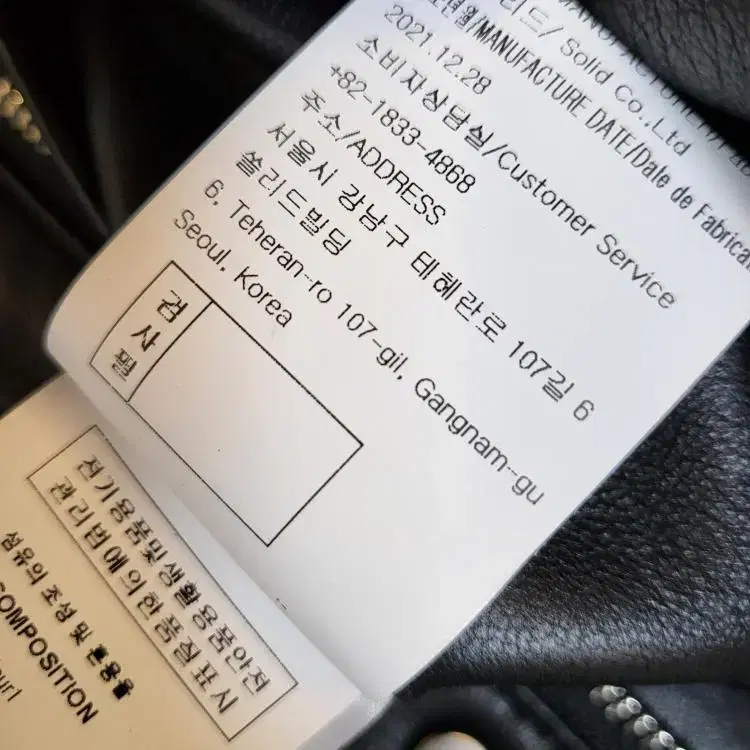 리드/ Solid Co.,Ltd
MANUFACTURE DATE/Date de Fabrica
2021.12.28
소비자상담실/Customer Service
+82-1833-4868
주소/ADDRESS
서울시 강남구 테헤란로 107길 6
쏠리드빌딩
6, Teheran-ro 107-gil, Gangnam-gu
Seoul, Korea
검사필
전기용품및생활용품안전
관리법에의한품질표시
섬유의 조성 및 혼용율
COMPOSITION